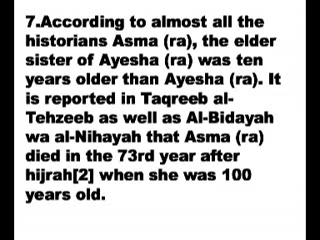 7.According to almost all the
historians Asma (ra), the elder
sister of Ayesha (ra) was ten
years older than Ayesha (ra). It
is reported in Taqreeb al-
Tehzeeb as well as Al-Bidayah
wa al-Nihayah that Asma (ra)
died in the 73rd year after
hijrah[2] when she was 100
years old.